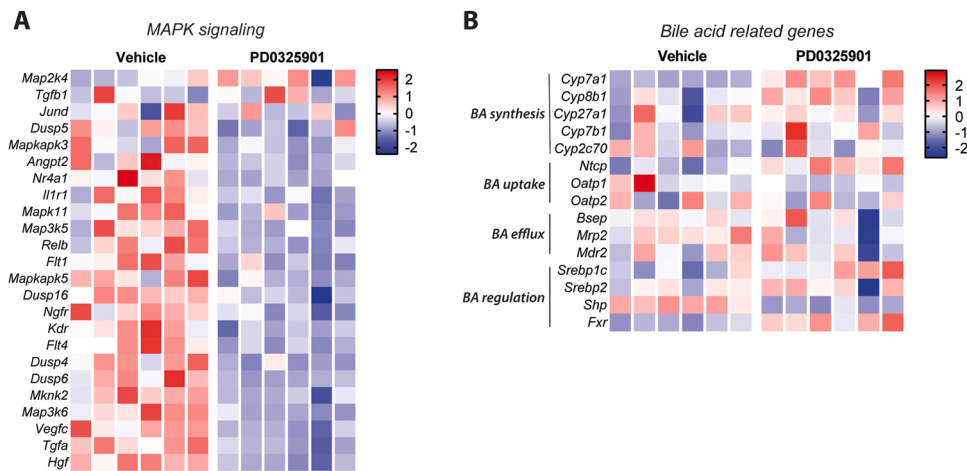 A
MAPK signaling
Vehicle PD0325901
Map2k4
Tgfb1
Jund
Dusp5
Mapkapk3
Angpt2
Nr4a1
Il1r1
Mapk11
Map3k5
Relb
Flt1
Mapkapk5
Dusp16
Ngfr
Kdr
Flt4
Dusp4
Dusp6
Mknk2
Map3k6
Vegfc
Tgfa
Hgf
2
1
0
-1
-2
B
Bile acid related genes
Vehicle PD0325901
BA synthesis
Cyp7a1
Cyp8b1
Cyp27a1
Cyp7b1
Cyp2c70
BA uptake
Ntcp
Oatp1
Oatp2
BA efflux
Bsep
Mrp2
Mdr2
BA regulation
Srebp1c
Srebp2
Shp
Fxr
2
1
0
-1
-2